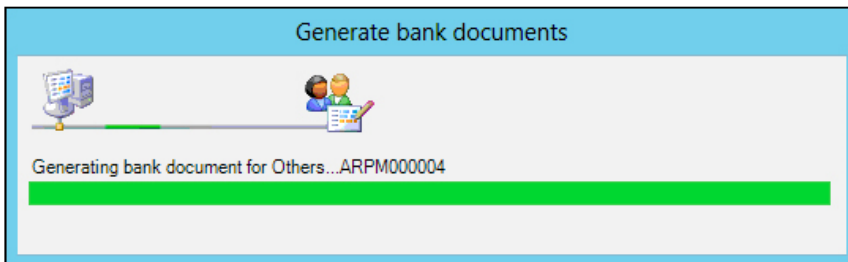 Generate bank documents
Generating bank document for Others...ARPM000004